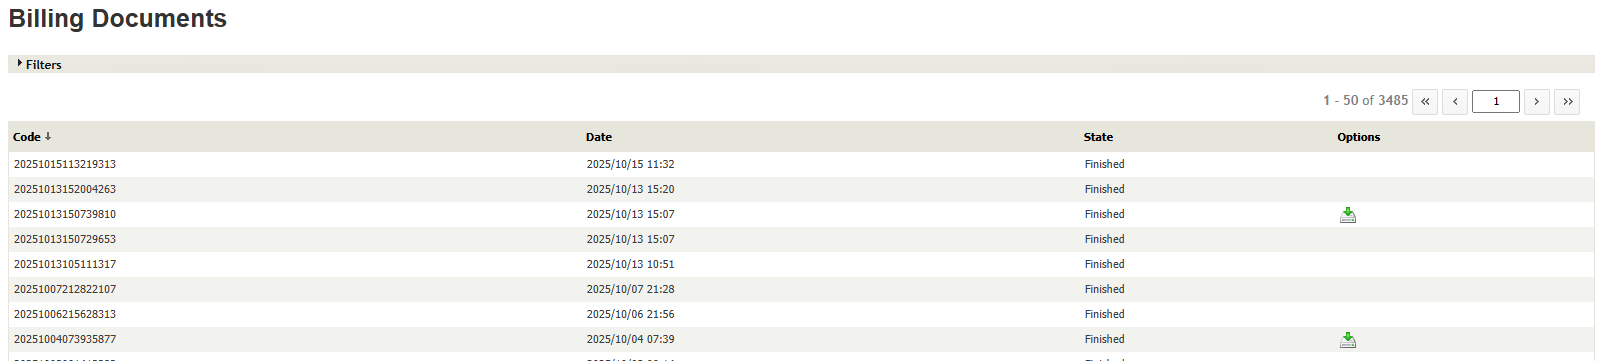 Billing Documents
Filters
1 - 50 of 3485 « ‹ 1 › »
Code ↓ Date State Options
20251015113219313 2025/10/15 11:32 Finished
20251013152004263 2025/10/13 15:20 Finished
20251013150739810 2025/10/13 15:07 Finished
20251013150729653 2025/10/13 15:07 Finished
20251013105111317 2025/10/13 10:51 Finished
20251007212822107 2025/10/07 21:28 Finished
20251006215628313 2025/10/06 21:56 Finished
20251004073935877 2025/10/04 07:39 Finished